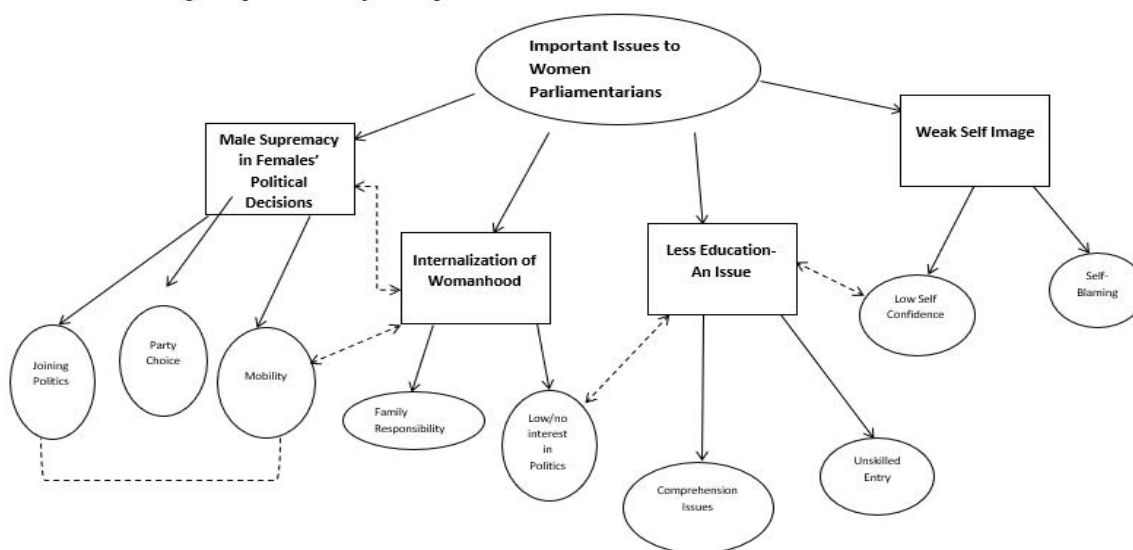 Important Issues to
Women
Parliamentarians
Male Supremacy
in Females'
Political
Decisions
Weak Self Image
Internalization of
Womanhood
Less Education-
An Issue
Joining
Politics
Party
Choice
Mobility
Family
Responsibility
Low/no
interest
in
Politics
Comprehension
Issues
Unskilled
Entry
Low Self
Confidence
Self-
Blaming